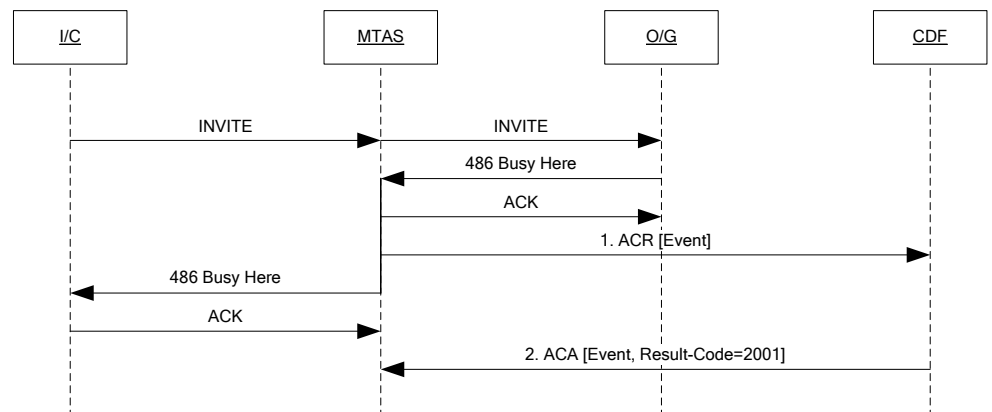 I/C
MTAS
O/G
CDF
INVITE
INVITE
486 Busy Here
ACK
1. ACR [Event]
486 Busy Here
ACK
2. ACA [Event, Result-Code=2001]